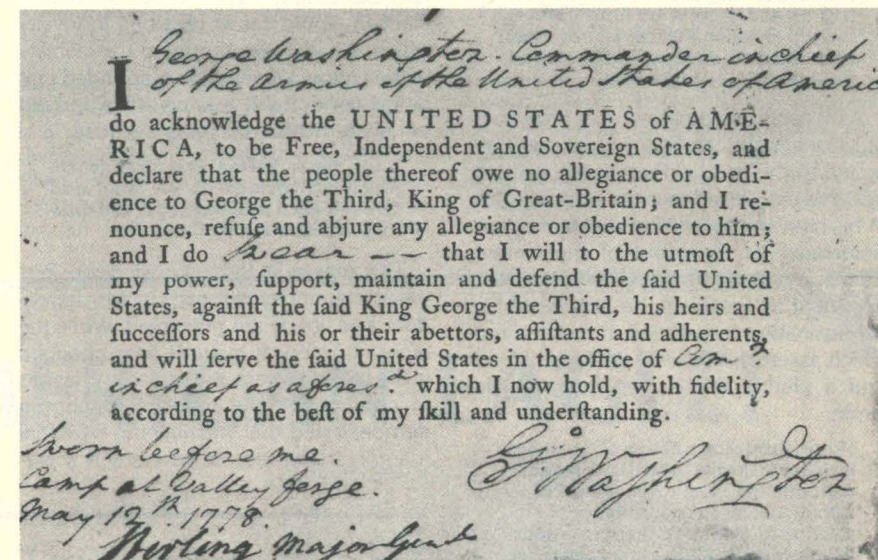 I George Washington. Commander in chief
of the Armies of the United States of Americ
do acknowledge the UNITED STATES of AME-
RICA, to be Free, Independent and Sovereign States, and
declare that the people thereof owe no allegiance or obedi-
ence to George the Third, King of Great-Britain; and I re-
nounce, refuſe and abjure any allegiance or obedience to him;
and I do Swear —— that I will to the utmoſt of
my power, ſupport, maintain and defend the ſaid United
States, againſt the ſaid King George the Third, his heirs and
ſucceſſors and his or their abettors, aſſiſtants and adherents,
and will ſerve the ſaid United States in the office of Comr.
in chief as aforesd. which I now hold, with fidelity,
according to the beſt of my ſkill and underſtanding.
Sworn before me.
Camp at Valley forge.
May 12th 1778.
Stirling Major Genl
G. Washington